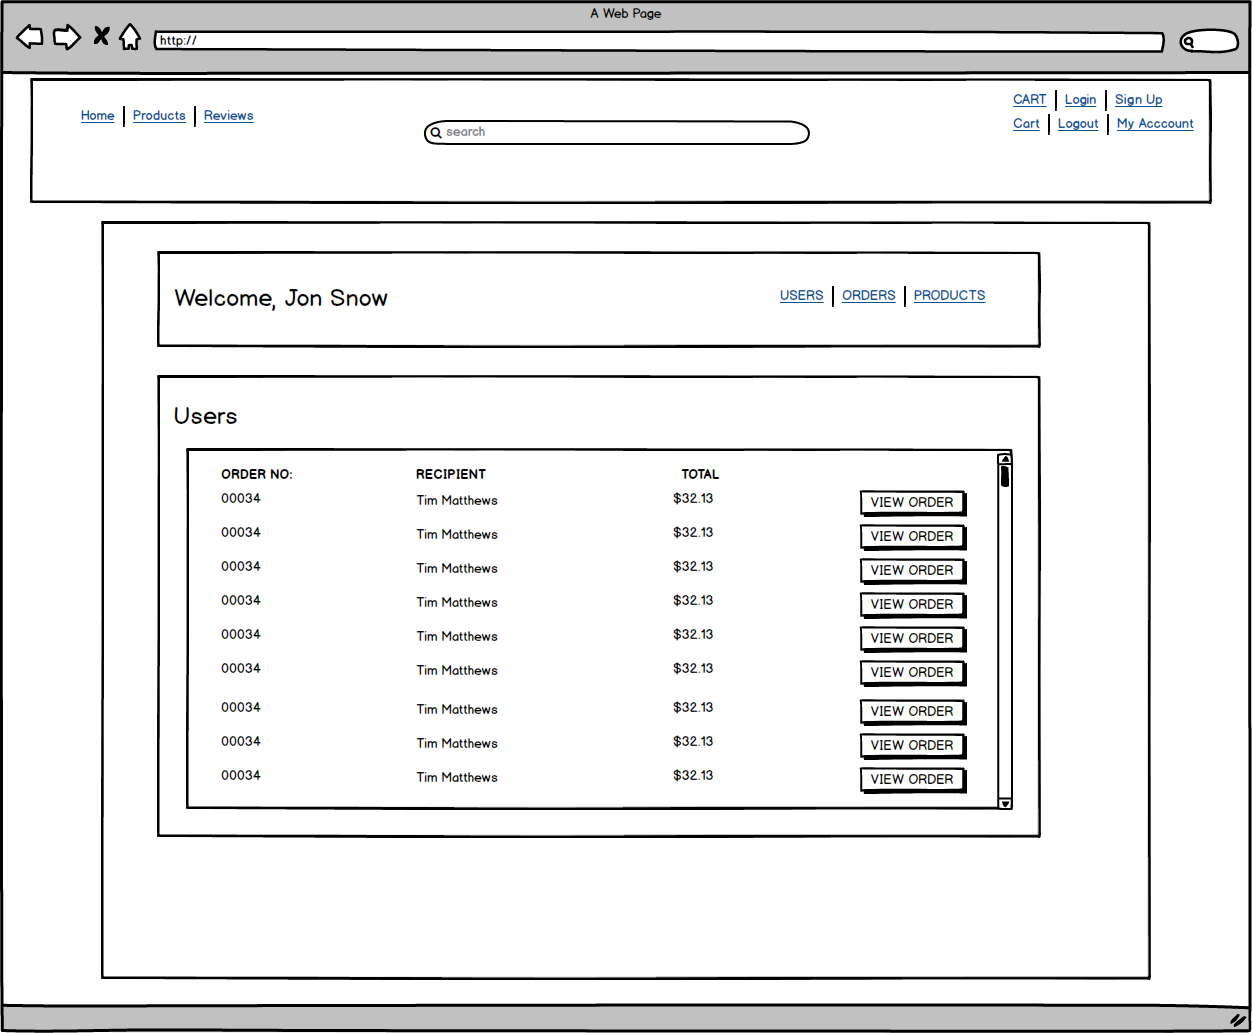 A Web Page
http://
Home Products Reviews
search
CART Login Sign Up
Cart Logout My Acccount
Welcome, Jon Snow
USERS ORDERS PRODUCTS
Users
ORDER NO: RECIPIENT TOTAL
00034 Tim Matthews $32.13 VIEW ORDER
00034 Tim Matthews $32.13 VIEW ORDER
00034 Tim Matthews $32.13 VIEW ORDER
00034 Tim Matthews $32.13 VIEW ORDER
00034 Tim Matthews $32.13 VIEW ORDER
00034 Tim Matthews $32.13 VIEW ORDER
00034 Tim Matthews $32.13 VIEW ORDER
00034 Tim Matthews $32.13 VIEW ORDER
00034 Tim Matthews $32.13 VIEW ORDER